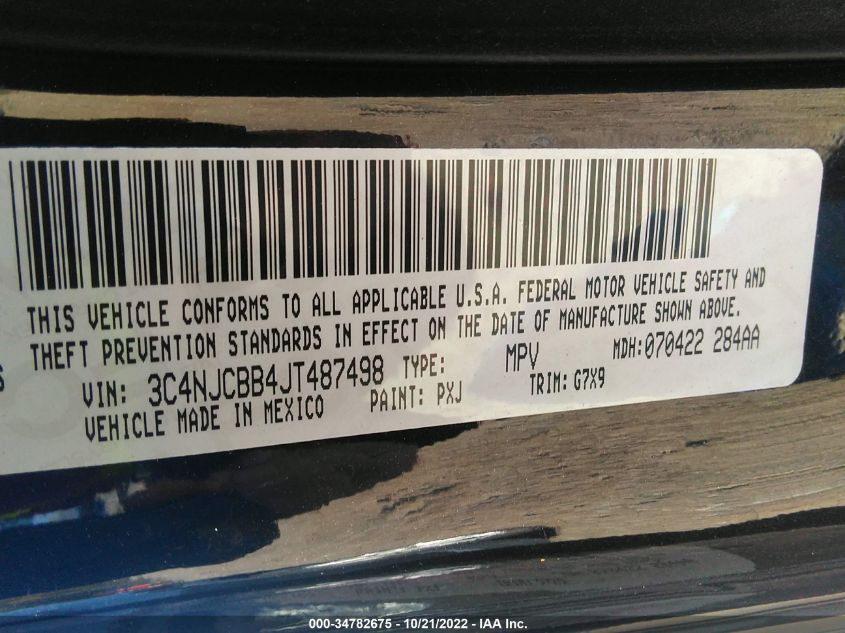 THIS VEHICLE CONFORMS TO ALL APPLICABLE U.S.A. FEDERAL MOTOR VEHICLE SAFETY AND
THEFT PREVENTION STANDARDS IN EFFECT ON THE DATE OF MANUFACTURE SHOWN ABOVE.
VIN: 3C4NJCBB4JT487498 TYPE: MPV MDH:070422 284AA
VEHICLE MADE IN MEXICO PAINT: PXJ TRIM: G7X9
000-34782675 - 10/21/2022 - IAA Inc.